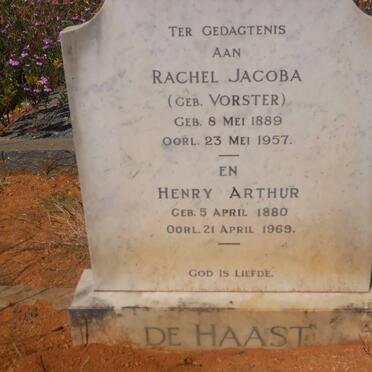 TER GEDAGTENIS
AAN
RACHEL JACOBA
(GEB. VORSTER)
GEB. 8 MEI 1889
OORL. 23 MEI 1957.
EN
HENRY ARTHUR
GEB. 5 APRIL 1880
OORL. 21 APRIL 1969.
GOD IS LIEFDE.
DE HAAST